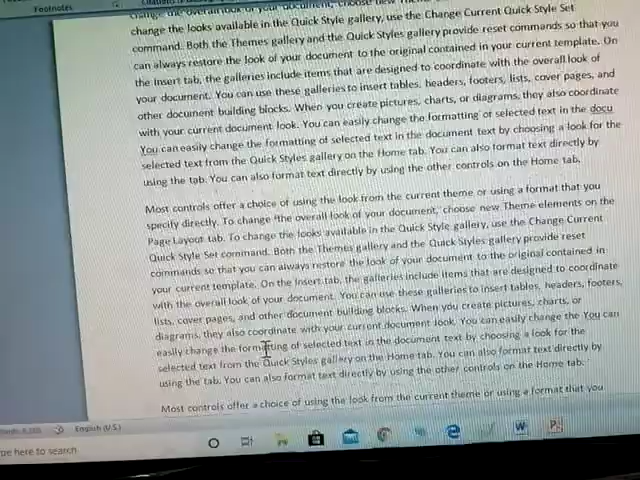 Footnotes
change the overall look of your document, choose new
change the looks available in the Quick Style gallery, use the Change Current Quick Style Set
command. Both the Themes gallery and the Quick Styles gallery provide reset commands so that you
can always restore the look of your document to the original contained in your current template. On
the Insert tab, the galleries include items that are designed to coordinate with the overall look of
your document. You can use these galleries to insert tables, headers, footers, lists, cover pages, and
other document building blocks. When you create pictures, charts, or diagrams, they also coordinate
with your current document look. You can easily change the formatting of selected text in the docu
You can easily change the formatting of selected text in the document text by choosing a look for the
selected text from the Quick Styles gallery on the Home tab. You can also format text directly by
using the tab. You can also format text directly by using the other controls on the Home tab.
Most controls offer a choice of using the look from the current theme or using a format that you
specify directly. To change the overall look of your document, choose new Theme elements on the
Page Layout tab. To change the looks available in the Quick Style gallery, use the Change Current
Quick Style Set command. Both the Themes gallery and the Quick Styles gallery provide reset
commands so that you can always restore the look of your document to the original contained in
your current template. On the Insert tab, the galleries include items that are designed to coordinate
with the overall look of your document. You can use these galleries to insert tables, headers, footers,
lists, cover pages, and other document building blocks. When you create pictures, charts, or
diagrams, they also coordinate with your current document look. You can easily change the You can
easily change the formatting of selected text in the document text by choosing a look for the
selected text from the Quick Styles gallery on the Home tab. You can also format text directly by
using the tab. You can also format text directly by using the other controls on the Home tab.
Most controls offer a choice of using the look from the current theme or using a format that you
English (U.S.)
pe here to search